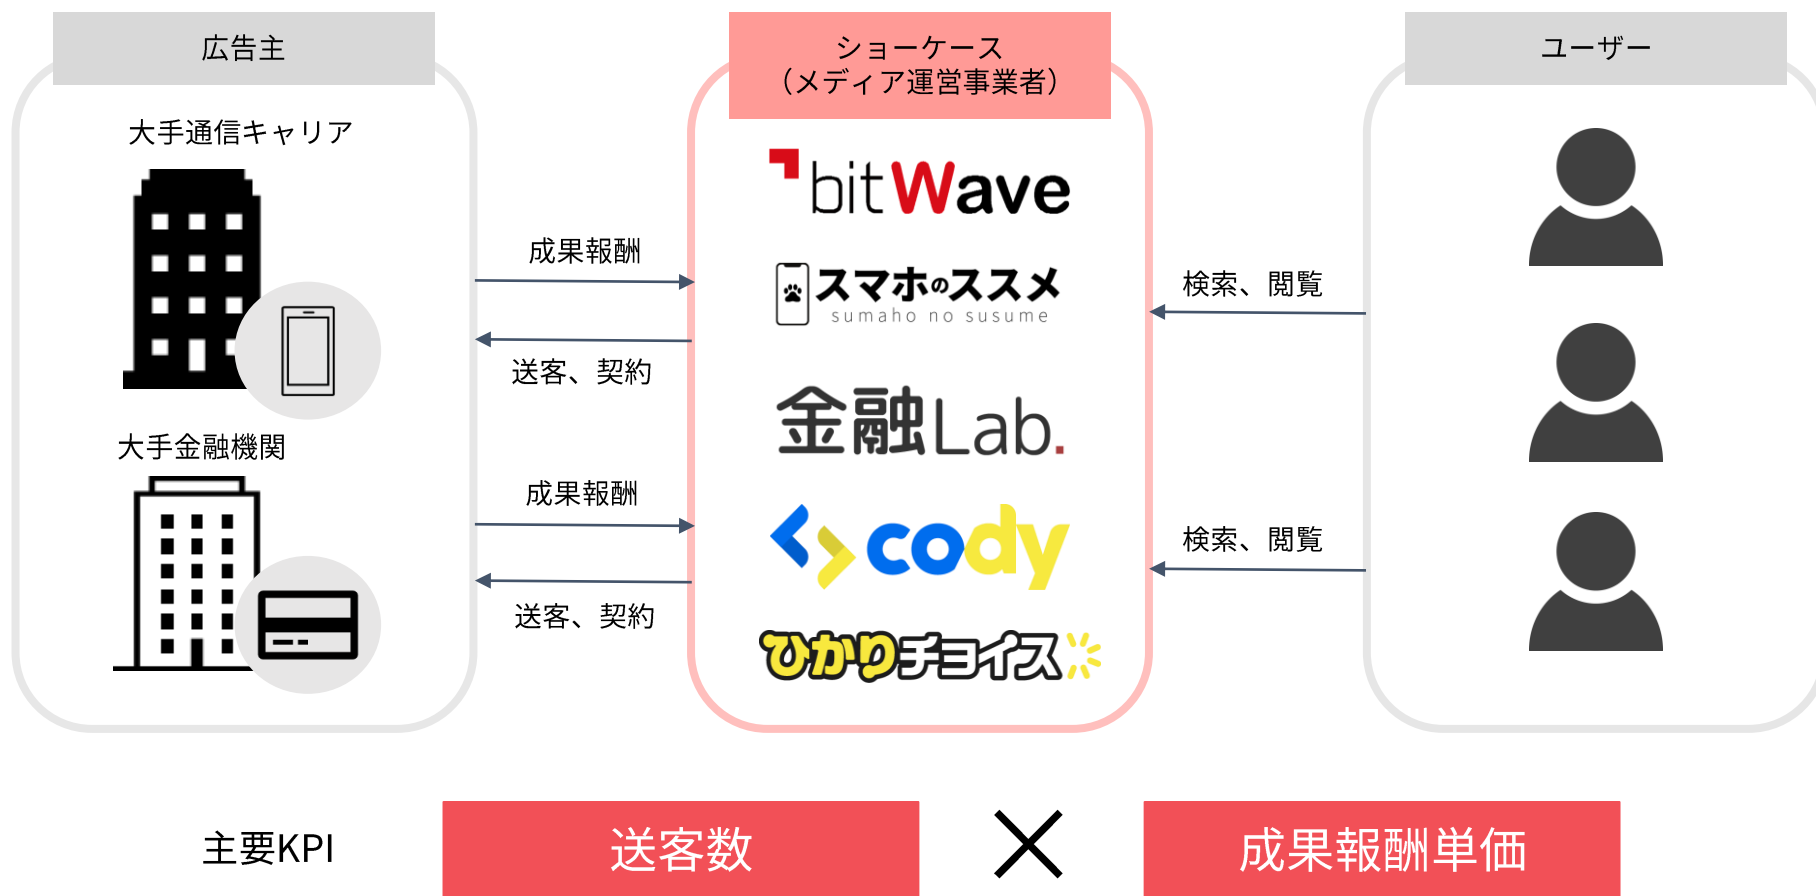 広告主
大手通信キャリア
大手金融機関
成果報酬
送客、契約
成果報酬
送客、契約
ショーケース
（メディア運営事業者）
bitWave
スマホのススメ
sumaho no susume
金融Lab.
cody
ひかりチョイス
検索、閲覧
検索、閲覧
ユーザー
主要KPI
送客数
成果報酬単価